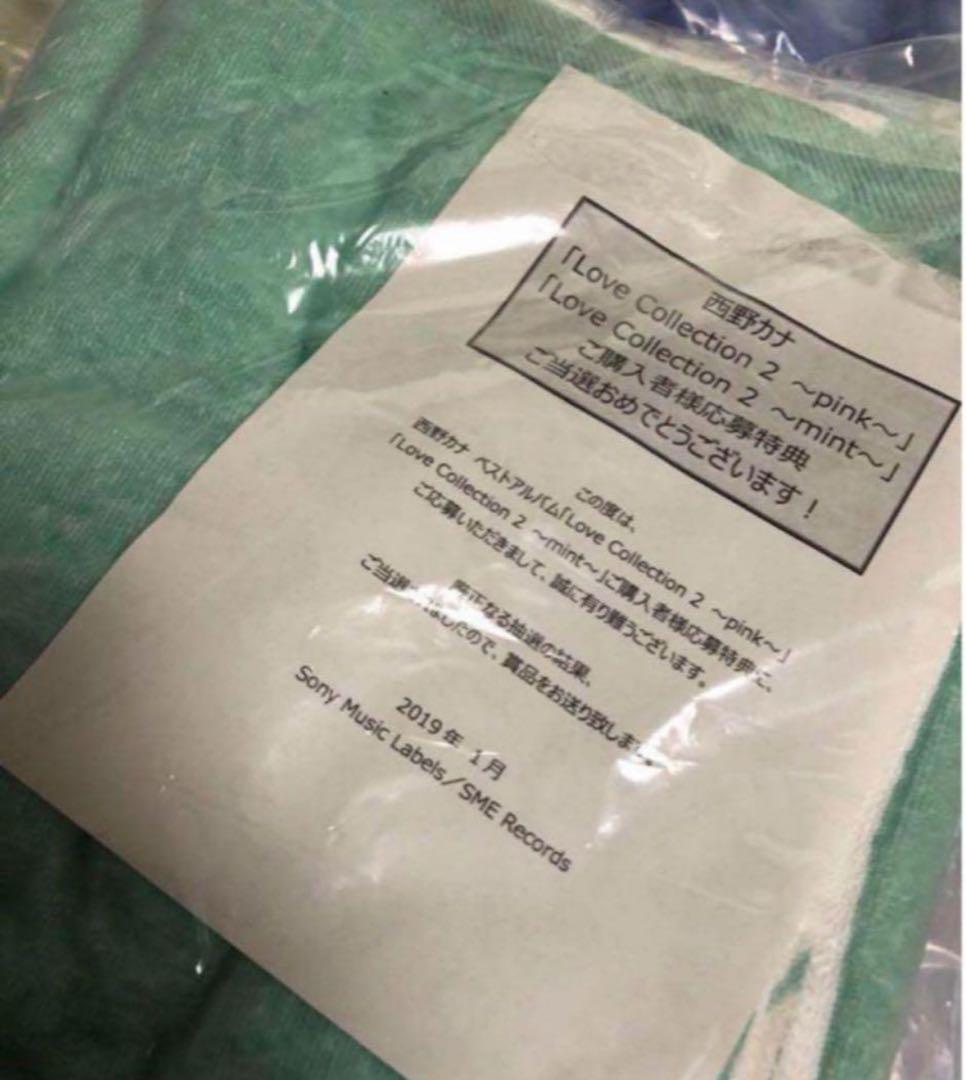 西野カナ
「Love Collection 2 ～pink～」
「Love Collection 2 ～mint～」
ご購入者様応募特典
ご当選おめでとうございます！
この度は、
西野カナ ベストアルバム「Love Collection 2 ～pink～」
「Love Collection 2 ～mint～」ご購入者様応募特典に、
ご応募いただきまして、誠に有り難うございます。
なる抽選の結果、
ご当選 ましたので、賞品をお送り致しま
2019年 1月
Sony Music Labels／SME Records